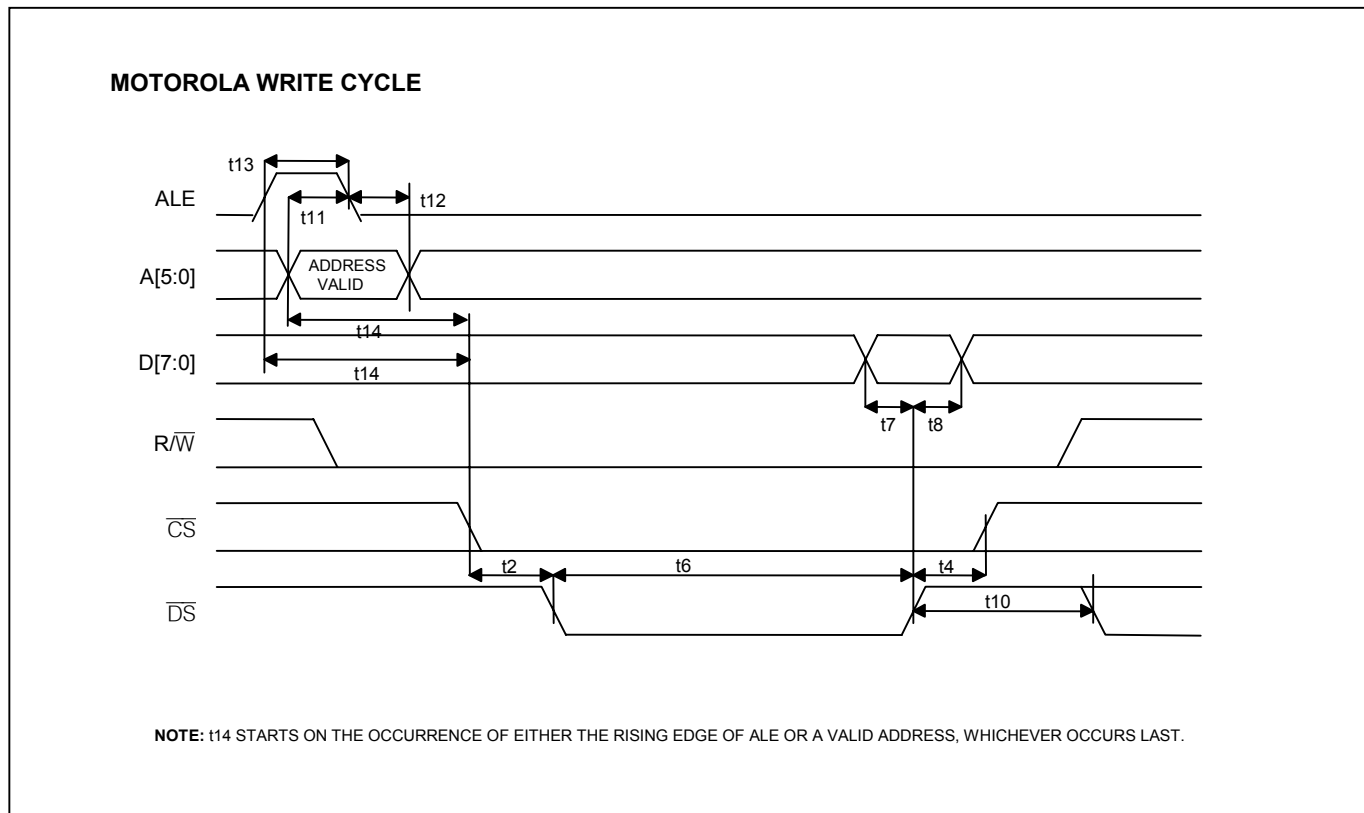 MOTOROLA WRITE CYCLE
t13
ALE
t11
t12
A[5:0]
ADDRESS
VALID
t14
D[7:0]
t14
t7
t8
R/W̅
C̅S̅
t2
t6
t4
D̅S̅
t10
NOTE: t14 STARTS ON THE OCCURRENCE OF EITHER THE RISING EDGE OF ALE OR A VALID ADDRESS, WHICHEVER OCCURS LAST.